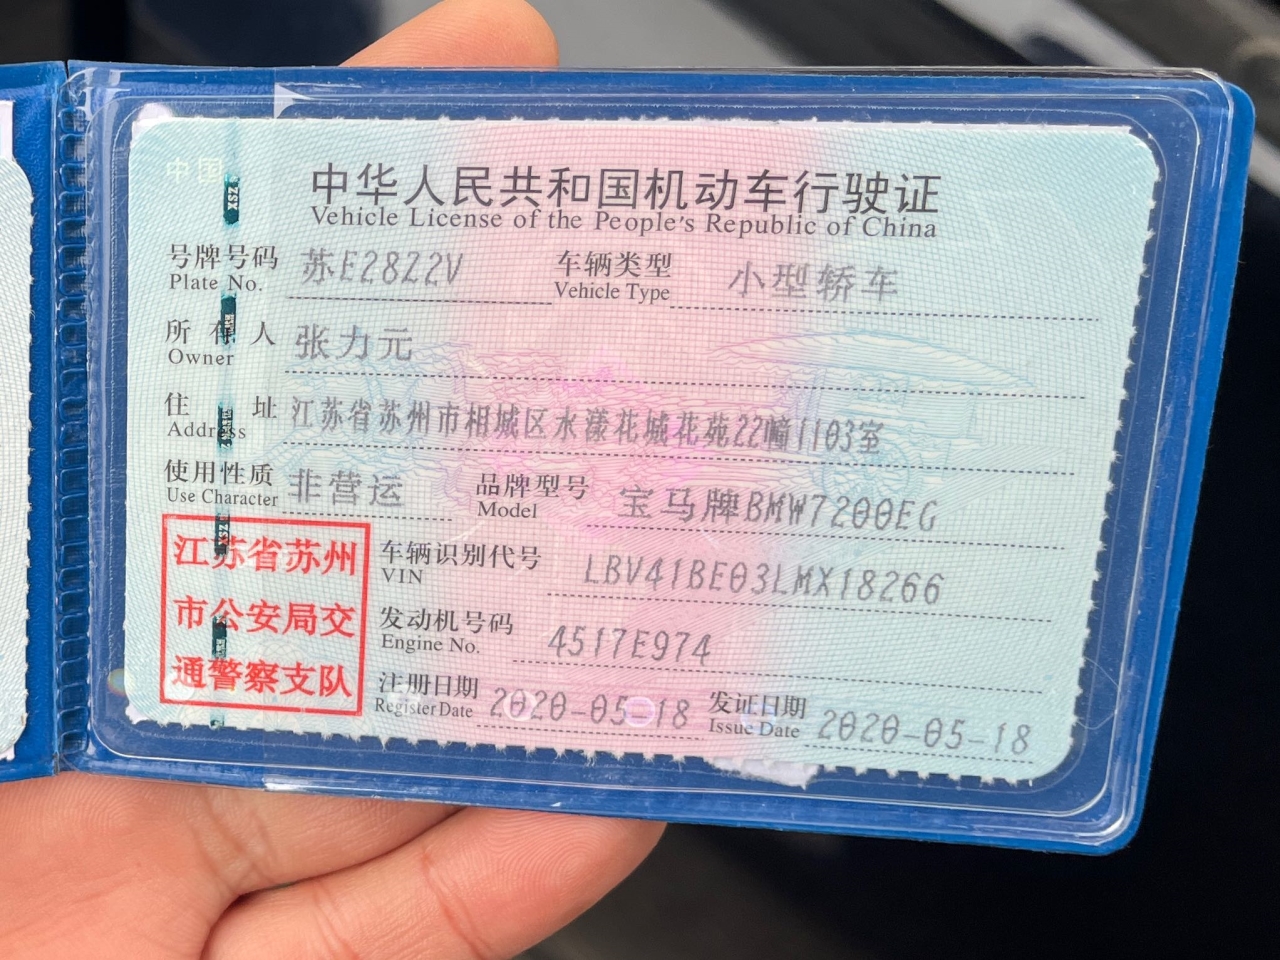 中国
中华人民共和国机动车行驶证
Vehicle License of the People's Republic of China
号牌号码 苏E28Z2V 车辆类型 小型轿车
Plate No. Vehicle Type
所有人 张力元
Owner
住址 江苏省苏州市相城区水漾花城花苑22幢1103室
Address
使用性质 非营运 品牌型号 宝马牌BMW7200EG
Use Character Model
江苏省苏州
市公安局交
通警察支队
车辆识别代号 LBV41BE03LMX18266
VIN
发动机号码 4517E974
Engine No.
注册日期 2020-05-18 发证日期 2020-05-18
Register Date Issue Date